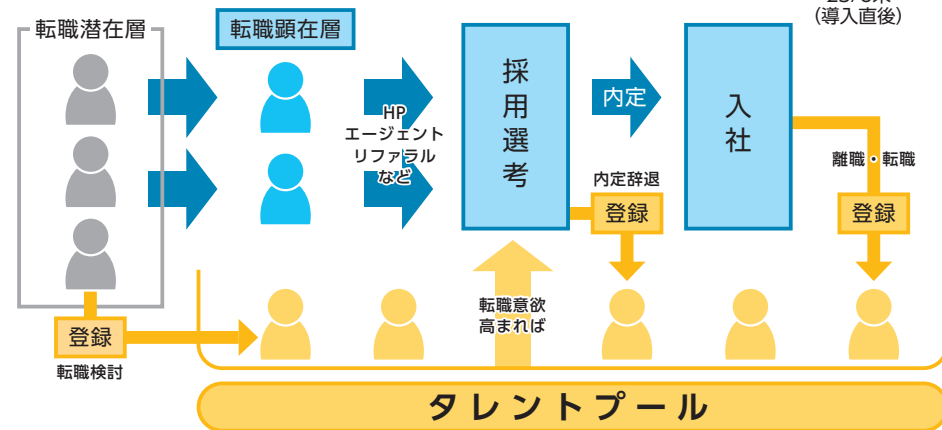 (導入直後)
転職潜在層
転職顕在層
HP
エージェント
リファラル
など
採用選考
内定
入社
離職・転職
内定辞退
登録
登録
転職意欲
高まれば
登録
転職検討
タレントプール